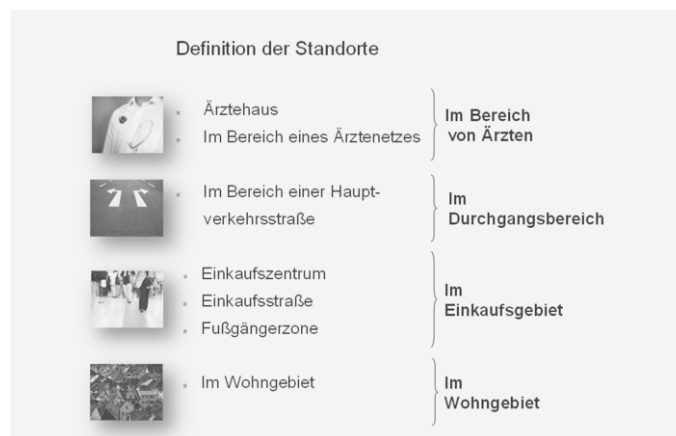 Definition der Standorte
Ärztehaus
Im Bereich eines Ärztenetzes
Im Bereich
von Ärzten
Im Bereich einer Haupt-
verkehrsstraße
Im
Durchgangsbereich
Einkaufszentrum
Einkaufsstraße
Fußgängerzone
Im
Einkaufsgebiet
Im Wohngebiet
Im
Wohngebiet